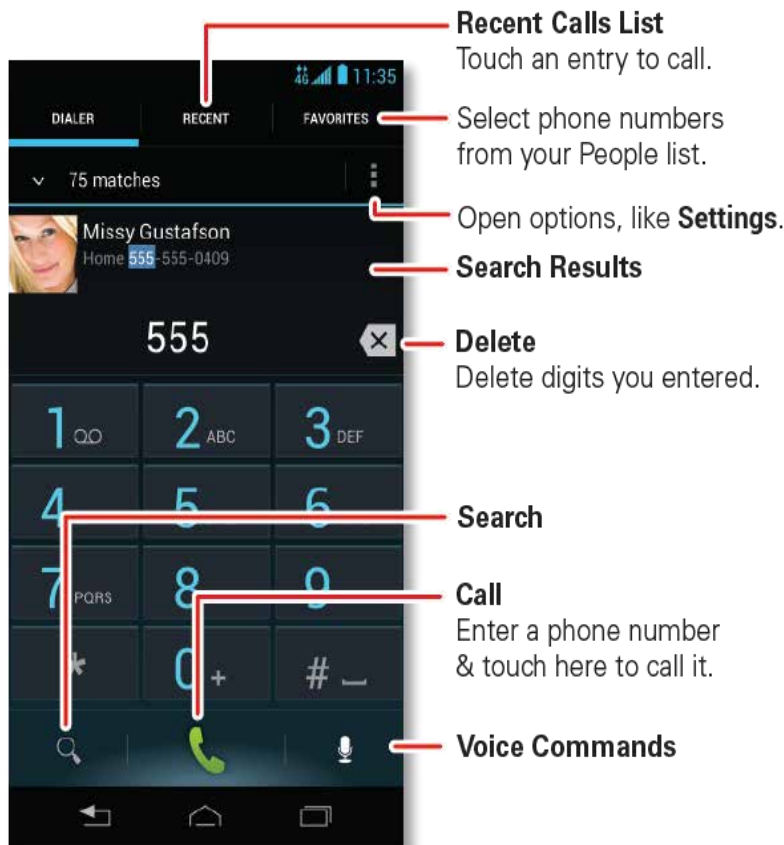 Recent Calls List
Touch an entry to call.
4G 11:35
DIALER RECENT FAVORITES
Select phone numbers
from your People list.
75 matches
Open options, like Settings.
Missy Gustafson
Home 555-555-0409
Search Results
555
Delete
Delete digits you entered.
1 2 ABC 3 DEF
4 5 6
Search
7 PQRS 8 9
Call
Enter a phone number
& touch here to call it.
* 0 + #
Voice Commands